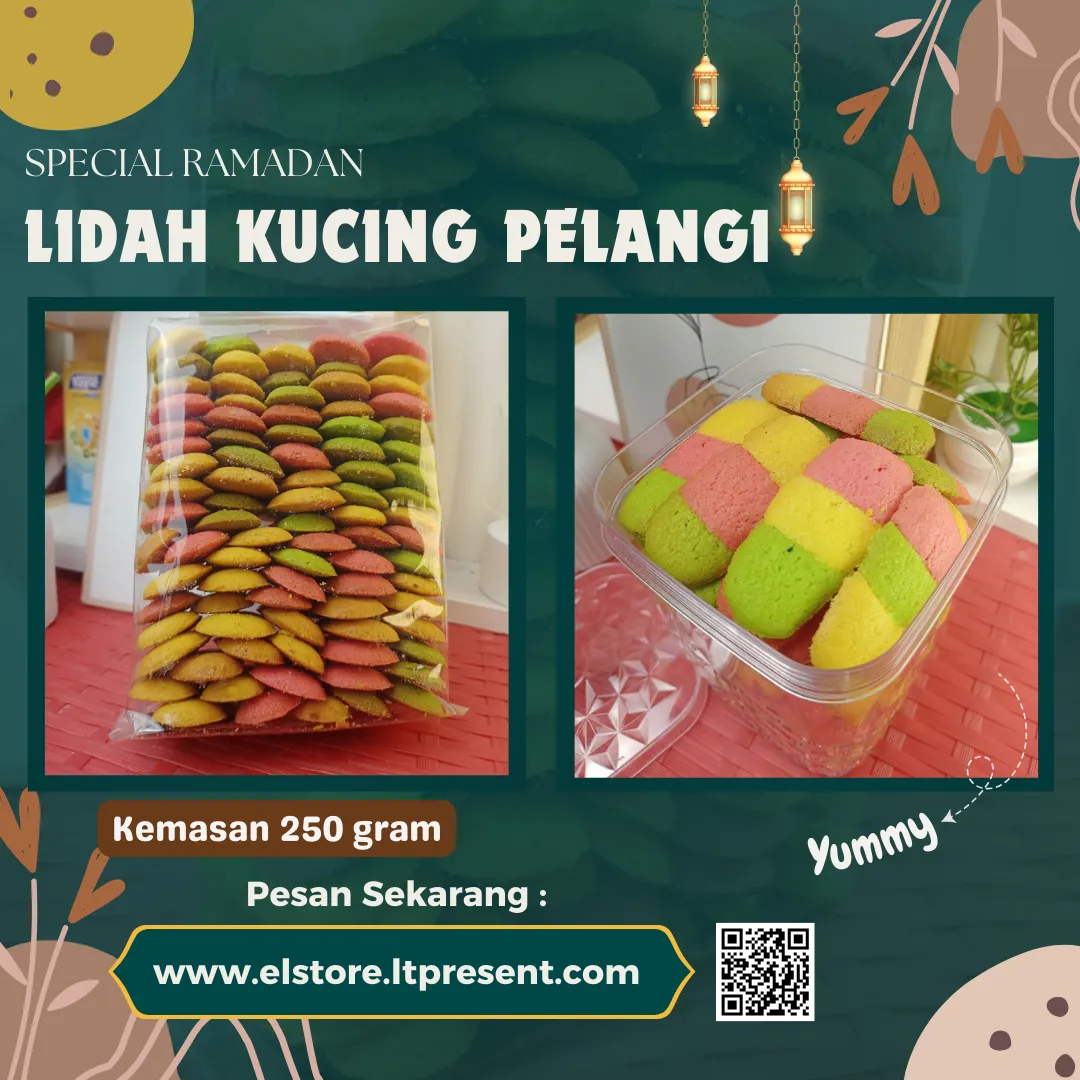 SPECIAL RAMADAN
LIDAH KUCING PELANGI
Kemasan 250 gram
Yummy
Pesan Sekarang :
www.elstore.ltpresent.com